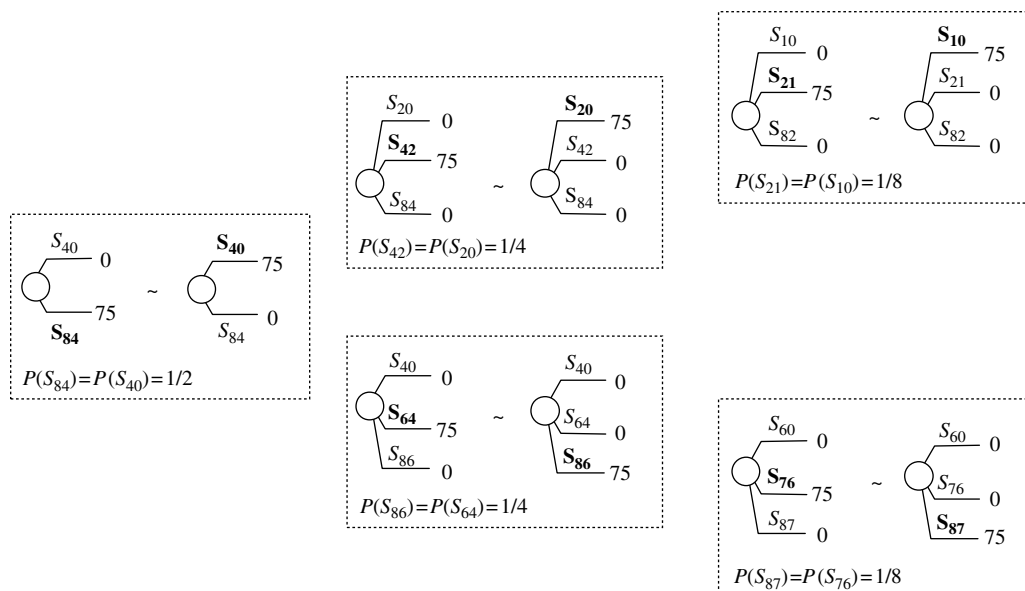 S₄₀ 0
S₈₄ 75
~
S₄₀ 75
S₈₄ 0
P(S₈₄)=P(S₄₀)=1/2
S₂₀ 0
S₄₂ 75
S₈₄ 0
~
S₂₀ 75
S₄₂ 0
S₈₄ 0
P(S₄₂)=P(S₂₀)=1/4
S₄₀ 0
S₆₄ 75
S₈₆ 0
~
S₄₀ 0
S₆₄ 0
S₈₆ 75
P(S₈₆)=P(S₆₄)=1/4
S₁₀ 0
S₂₁ 75
S₈₂ 0
~
S₁₀ 75
S₂₁ 0
S₈₂ 0
P(S₂₁)=P(S₁₀)=1/8
S₆₀ 0
S₇₆ 75
S₈₇ 0
~
S₆₀ 0
S₇₆ 0
S₈₇ 75
P(S₈₇)=P(S₇₆)=1/8